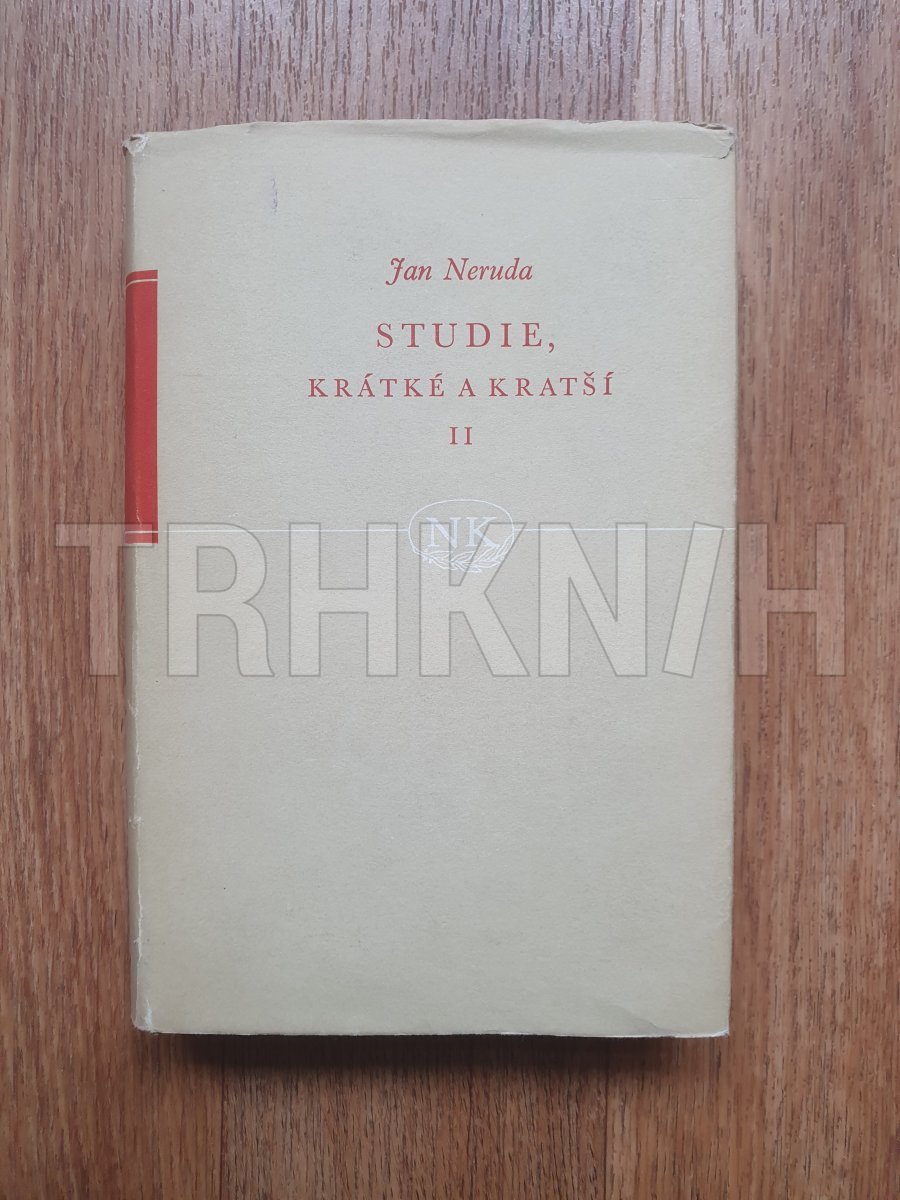 Jan Neruda
STUDIE,
KRÁTKÉ A KRATŠÍ
II
NK
TRHKNIH